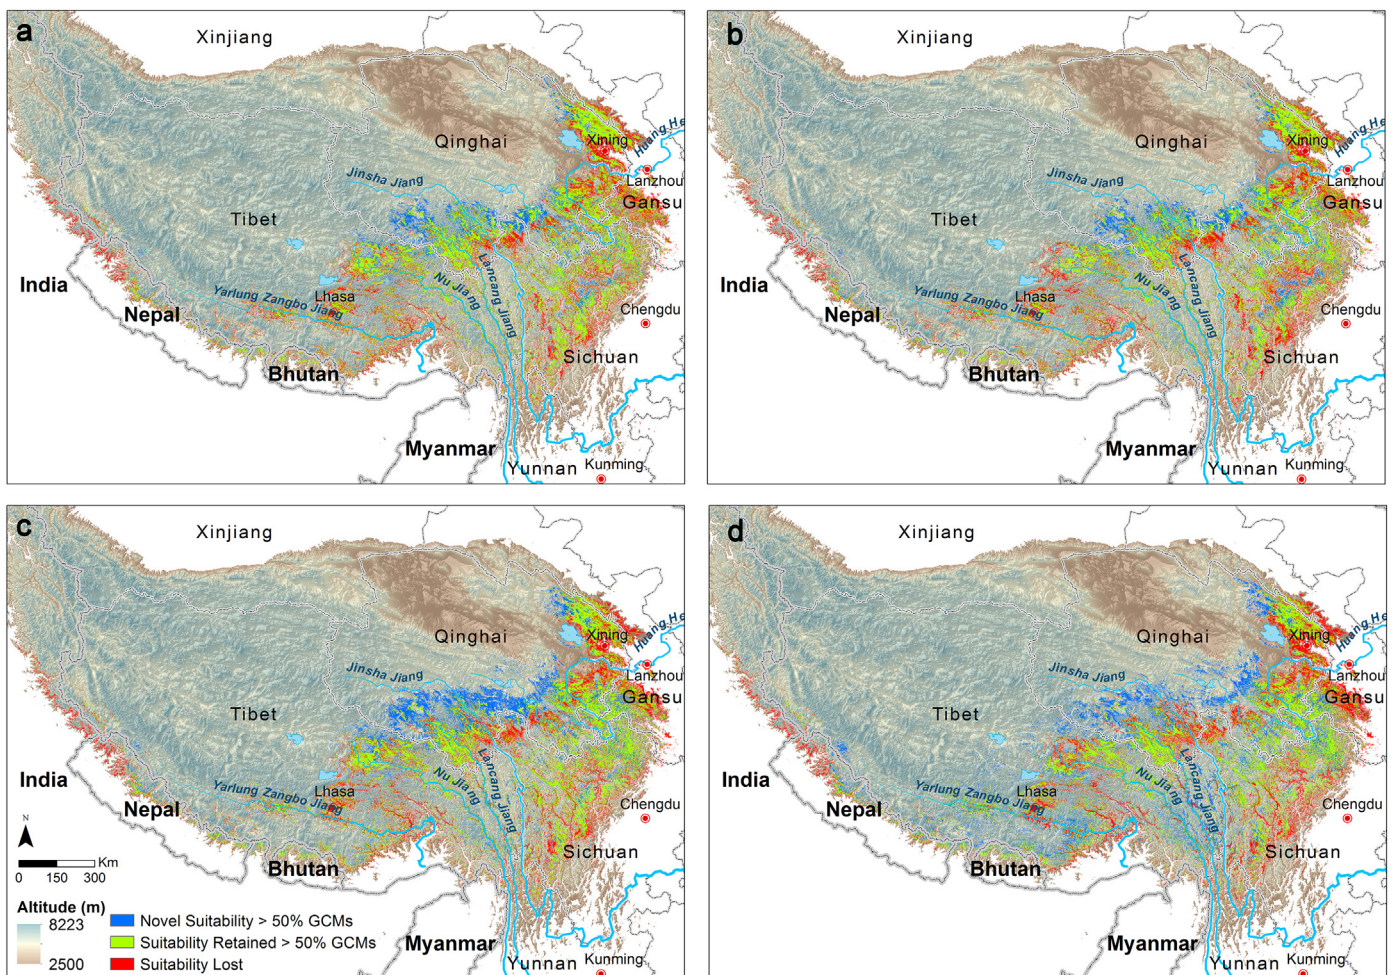 a
Xinjiang
Qinghai
Xining
Huang He
Lanzhou
Gansu
Jinsha Jiang
Tibet
India
Nepal
Yarlung Zangbo Jiang
Lhasa
Nu Jiang
Lancang Jiang
Chengdu
Sichuan
Bhutan
Myanmar
Yunnan
Kunming
b
Xinjiang
Qinghai
Xining
Huang He
Lanzhou
Gansu
Jinsha Jiang
Tibet
India
Nepal
Yarlung Zangbo Jiang
Lhasa
Nu Jiang
Lancang Jiang
Chengdu
Sichuan
Bhutan
Myanmar
Yunnan
Kunming
c
Xinjiang
Qinghai
Xining
Huang He
Lanzhou
Gansu
Jinsha Jiang
Tibet
India
Nepal
Yarlung Zangbo Jiang
Lhasa
Nu Jiang
Lancang Jiang
Chengdu
Sichuan
Bhutan
Myanmar
Yunnan
Kunming
N
Km
0 150 300
Altitude (m)
8223
2500
Novel Suitability > 50% GCMs
Suitability Retained > 50% GCMs
Suitability Lost
d
Xinjiang
Qinghai
Xining
Huang He
Lanzhou
Gansu
Jinsha Jiang
Tibet
India
Nepal
Yarlung Zangbo Jiang
Lhasa
Nu Jiang
Lancang Jiang
Chengdu
Sichuan
Bhutan
Myanmar
Yunnan
Kunming